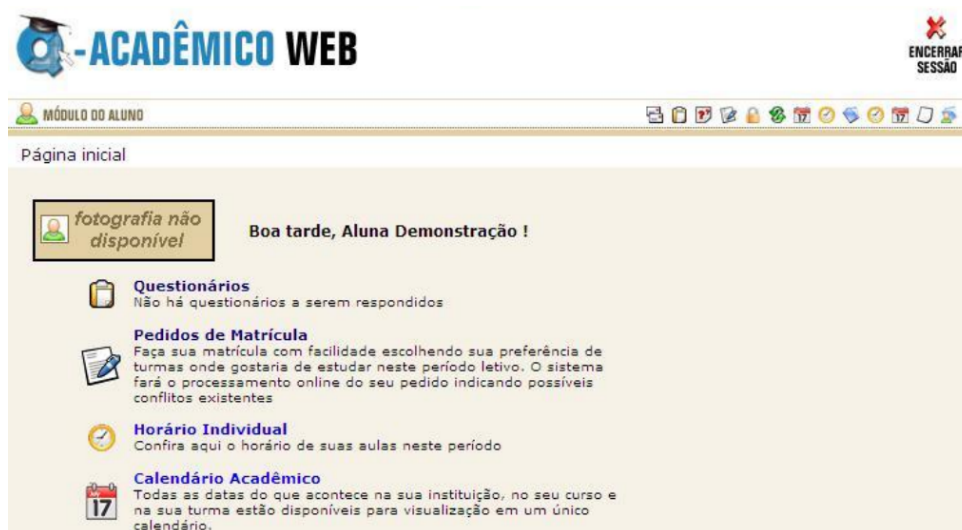 Q-ACADÊMICO WEB
ENCERRAR
SESSÃO
MÓDULO DO ALUNO
17
17
Página inicial
fotografia não
disponível
Boa tarde, Aluna Demonstração !
Questionários
Não há questionários a serem respondidos
Pedidos de Matrícula
Faça sua matrícula com facilidade escolhendo sua preferência de
turmas onde gostaria de estudar neste período letivo. O sistema
fará o processamento online do seu pedido indicando possíveis
conflitos existentes
Horário Individual
Confira aqui o horário de suas aulas neste período
Calendário Acadêmico
17
Todas as datas do que acontece na sua instituição, no seu curso e
na sua turma estão disponíveis para visualização em um único
calendário.